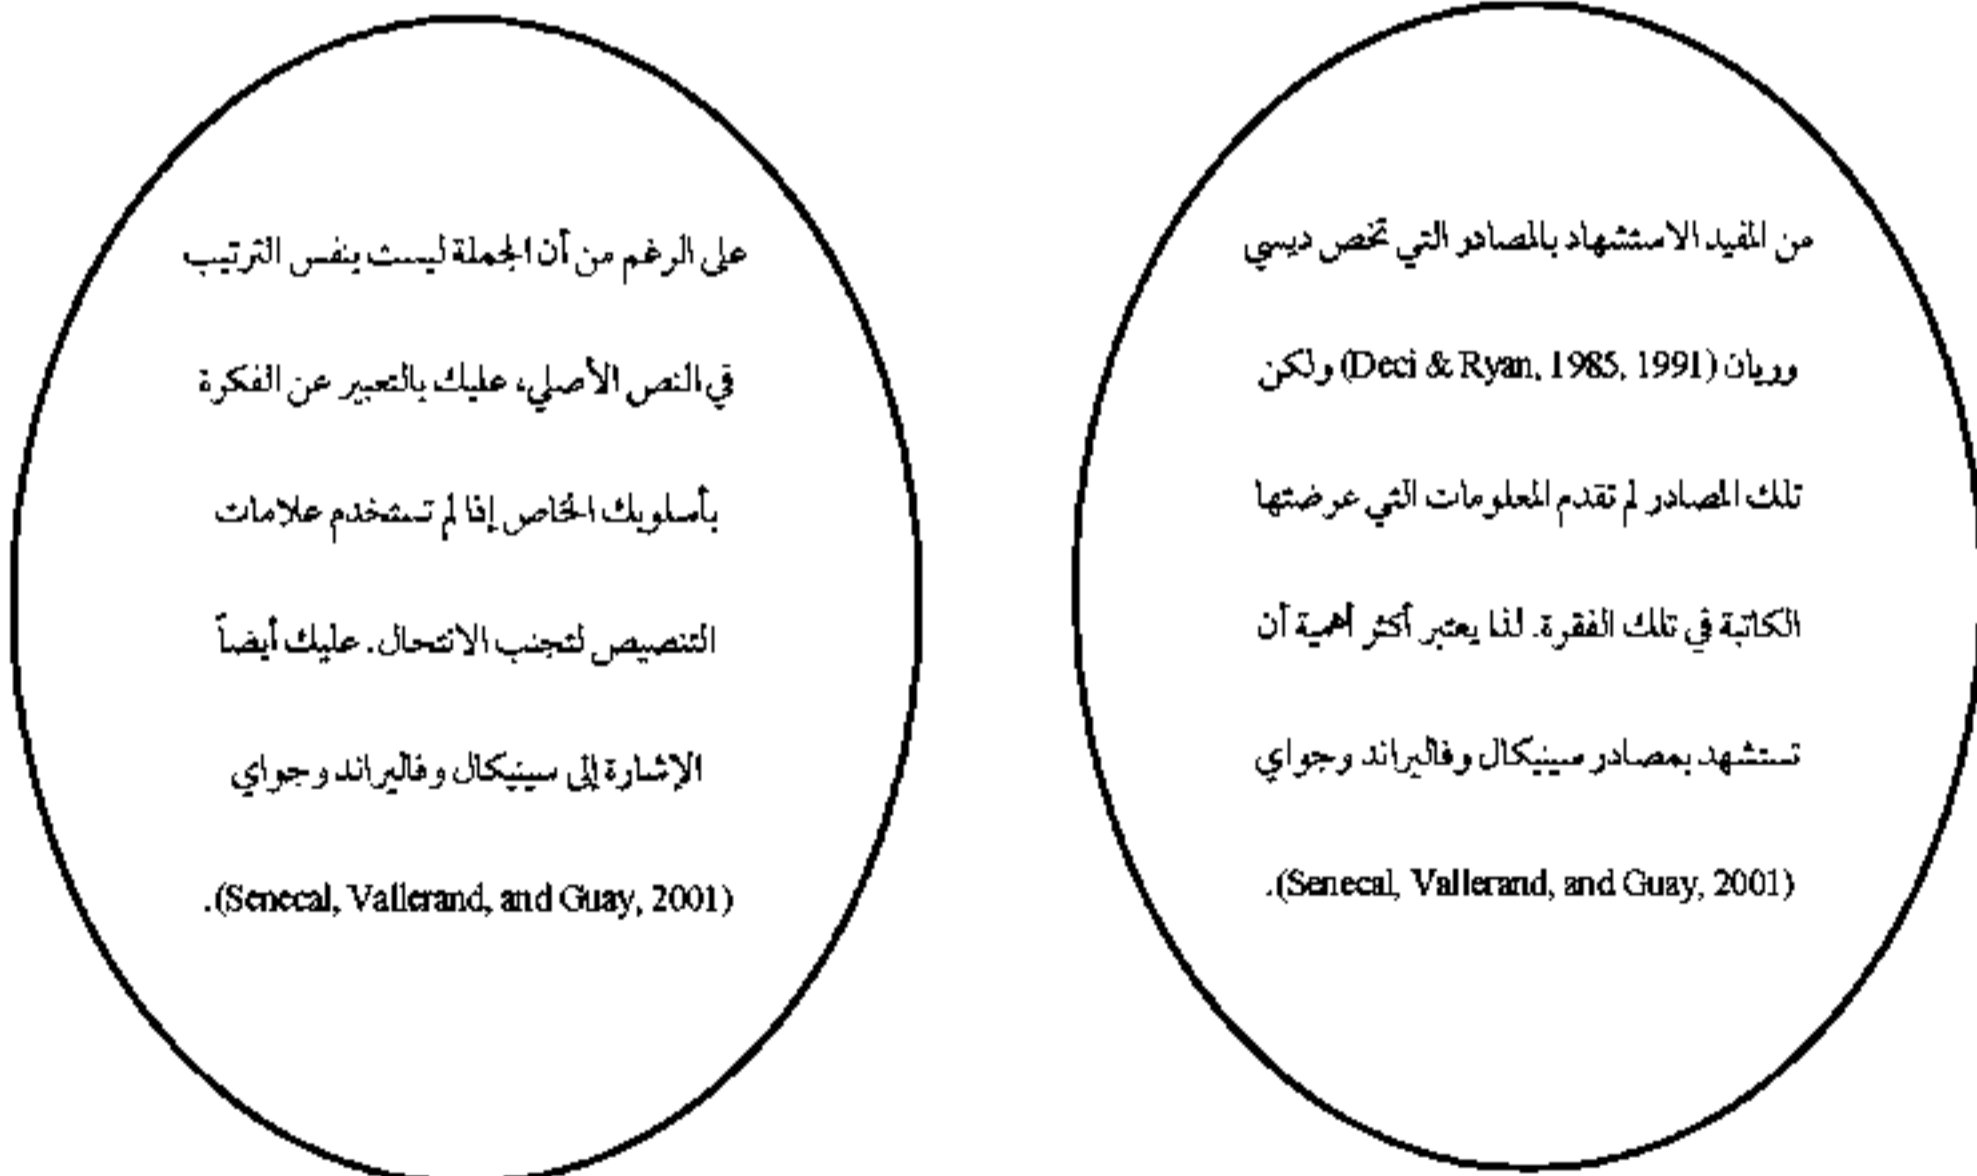 من المفيد الاستشهاد بالمصادر التي تخص ديسي
وريان (Deci & Ryan, 1985, 1991) ولكن
تلك المصادر لم تقدم المعلومات التي عرضتها
الكاتبة في تلك الفقرة. لذا يعتبر أكثر أهمية أن
تستشهد بمصادر سينيكال وفاليراند وجواي
(Senecal, Vallerand, and Guay, 2001).
على الرغم من أن الجملة ليست بنفس الترتيب
في النص الأصلي، عليك بالتعبير عن الفكرة
بأسلوبك الخاص إذا لم تستخدم علامات
التنصيص لتجنب الانتحال. عليك أيضاً
الإشارة إلى سينيكال وفاليراند وجواي
(Senecal, Vallerand, and Guay, 2001).